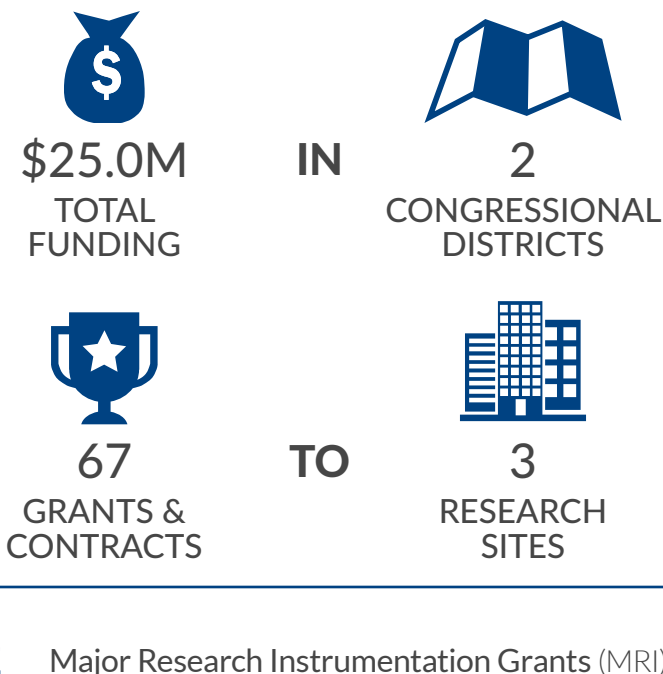 $
$25.0M
IN
2
TOTAL
FUNDING
CONGRESSIONAL
DISTRICTS
67
TO
3
GRANTS &
CONTRACTS
RESEARCH
SITES
Major Research Instrumentation Grants (MRI)